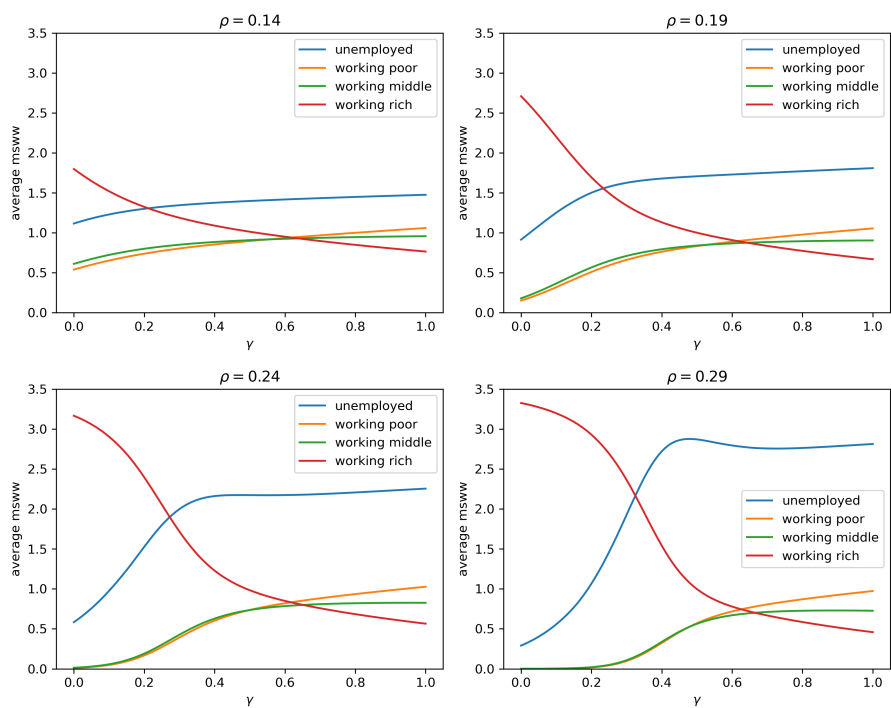 ρ = 0.14
average msww
3.5
3.0
2.5
2.0
1.5
1.0
0.5
0.0
unemployed
working poor
working middle
working rich
0.0 0.2 0.4 0.6 0.8 1.0
γ
ρ = 0.19
average msww
3.5
3.0
2.5
2.0
1.5
1.0
0.5
0.0
unemployed
working poor
working middle
working rich
0.0 0.2 0.4 0.6 0.8 1.0
γ
ρ = 0.24
average msww
3.5
3.0
2.5
2.0
1.5
1.0
0.5
0.0
unemployed
working poor
working middle
working rich
0.0 0.2 0.4 0.6 0.8 1.0
γ
ρ = 0.29
average msww
3.5
3.0
2.5
2.0
1.5
1.0
0.5
0.0
unemployed
working poor
working middle
working rich
0.0 0.2 0.4 0.6 0.8 1.0
γ